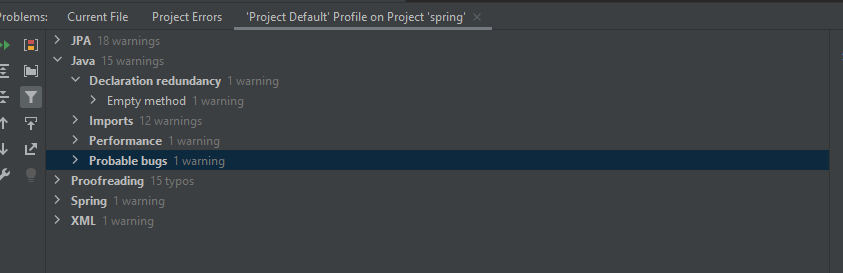 Problems: Current File Project Errors 'Project Default' Profile on Project 'spring'
JPA 18 warnings
Java 15 warnings
Declaration redundancy 1 warning
Empty method 1 warning
Imports 12 warnings
Performance 1 warning
Probable bugs 1 warning
Proofreading 15 typos
Spring 1 warning
XML 1 warning